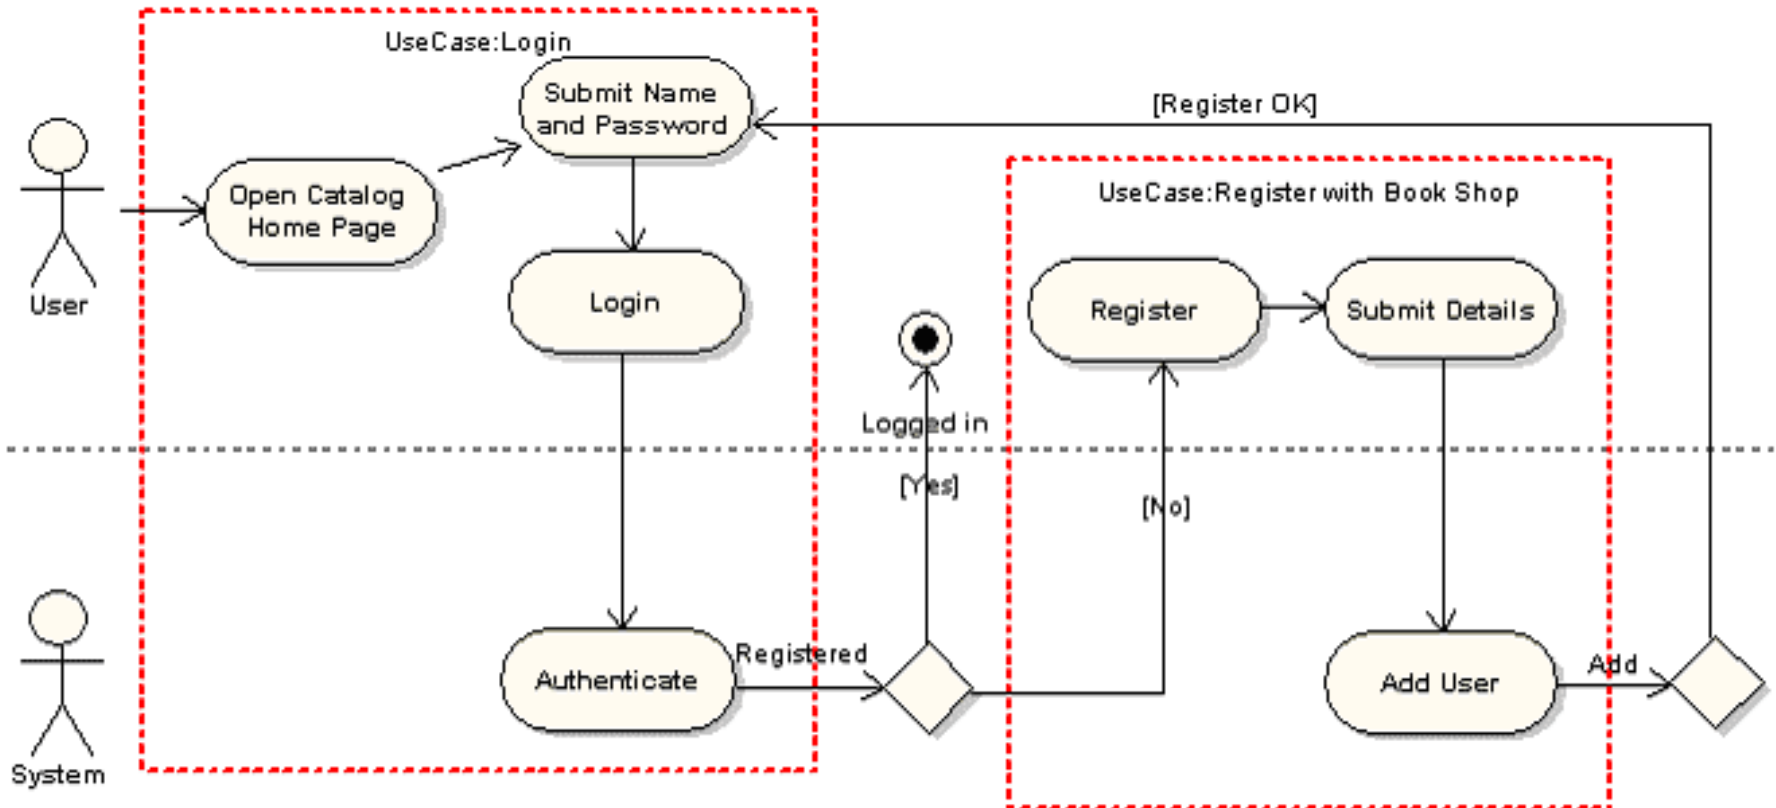 UseCase:Login
Submit Name
and Password
[Register OK]
Open Catalog
Home Page
UseCase:Register with Book Shop
User
Login
Register
Submit Details
Logged in
[Yes]
[No]
Registered
Authenticate
Add User
Add
System